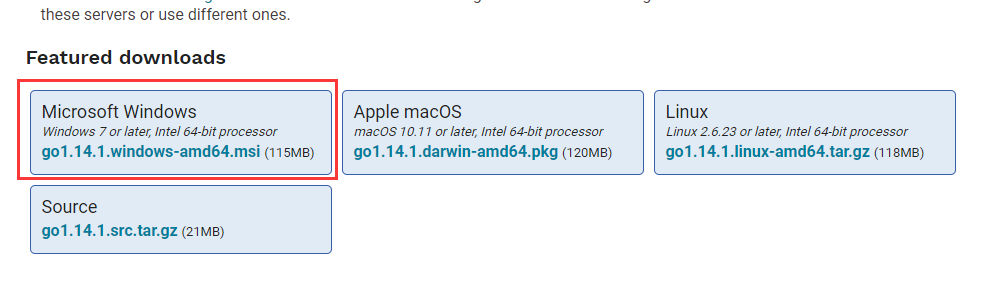 these servers or use different ones.
Featured downloads
Microsoft Windows
Windows 7 or later, Intel 64-bit processor
go1.14.1.windows-amd64.msi (115MB)
Apple macOS
macOS 10.11 or later, Intel 64-bit processor
go1.14.1.darwin-amd64.pkg (120MB)
Linux
Linux 2.6.23 or later, Intel 64-bit processor
go1.14.1.linux-amd64.tar.gz (118MB)
Source
go1.14.1.src.tar.gz (21MB)